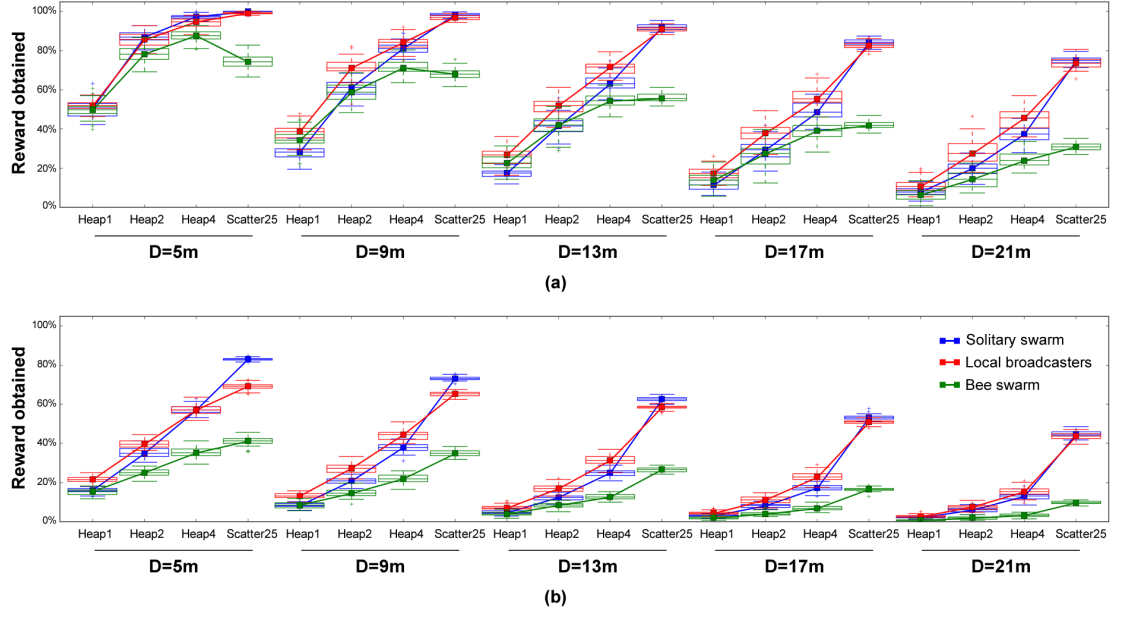 100%
80%
60%
40%
20%
0%
Reward obtained
Heap1 Heap2 Heap4 Scatter25 Heap1 Heap2 Heap4 Scatter25 Heap1 Heap2 Heap4 Scatter25 Heap1 Heap2 Heap4 Scatter25 Heap1 Heap2 Heap4 Scatter25
D=5m D=9m D=13m D=17m D=21m
(a)
100%
80%
60%
40%
20%
0%
Reward obtained
Solitary swarm
Local broadcasters
Bee swarm
Heap1 Heap2 Heap4 Scatter25 Heap1 Heap2 Heap4 Scatter25 Heap1 Heap2 Heap4 Scatter25 Heap1 Heap2 Heap4 Scatter25 Heap1 Heap2 Heap4 Scatter25
D=5m D=9m D=13m D=17m D=21m
(b)